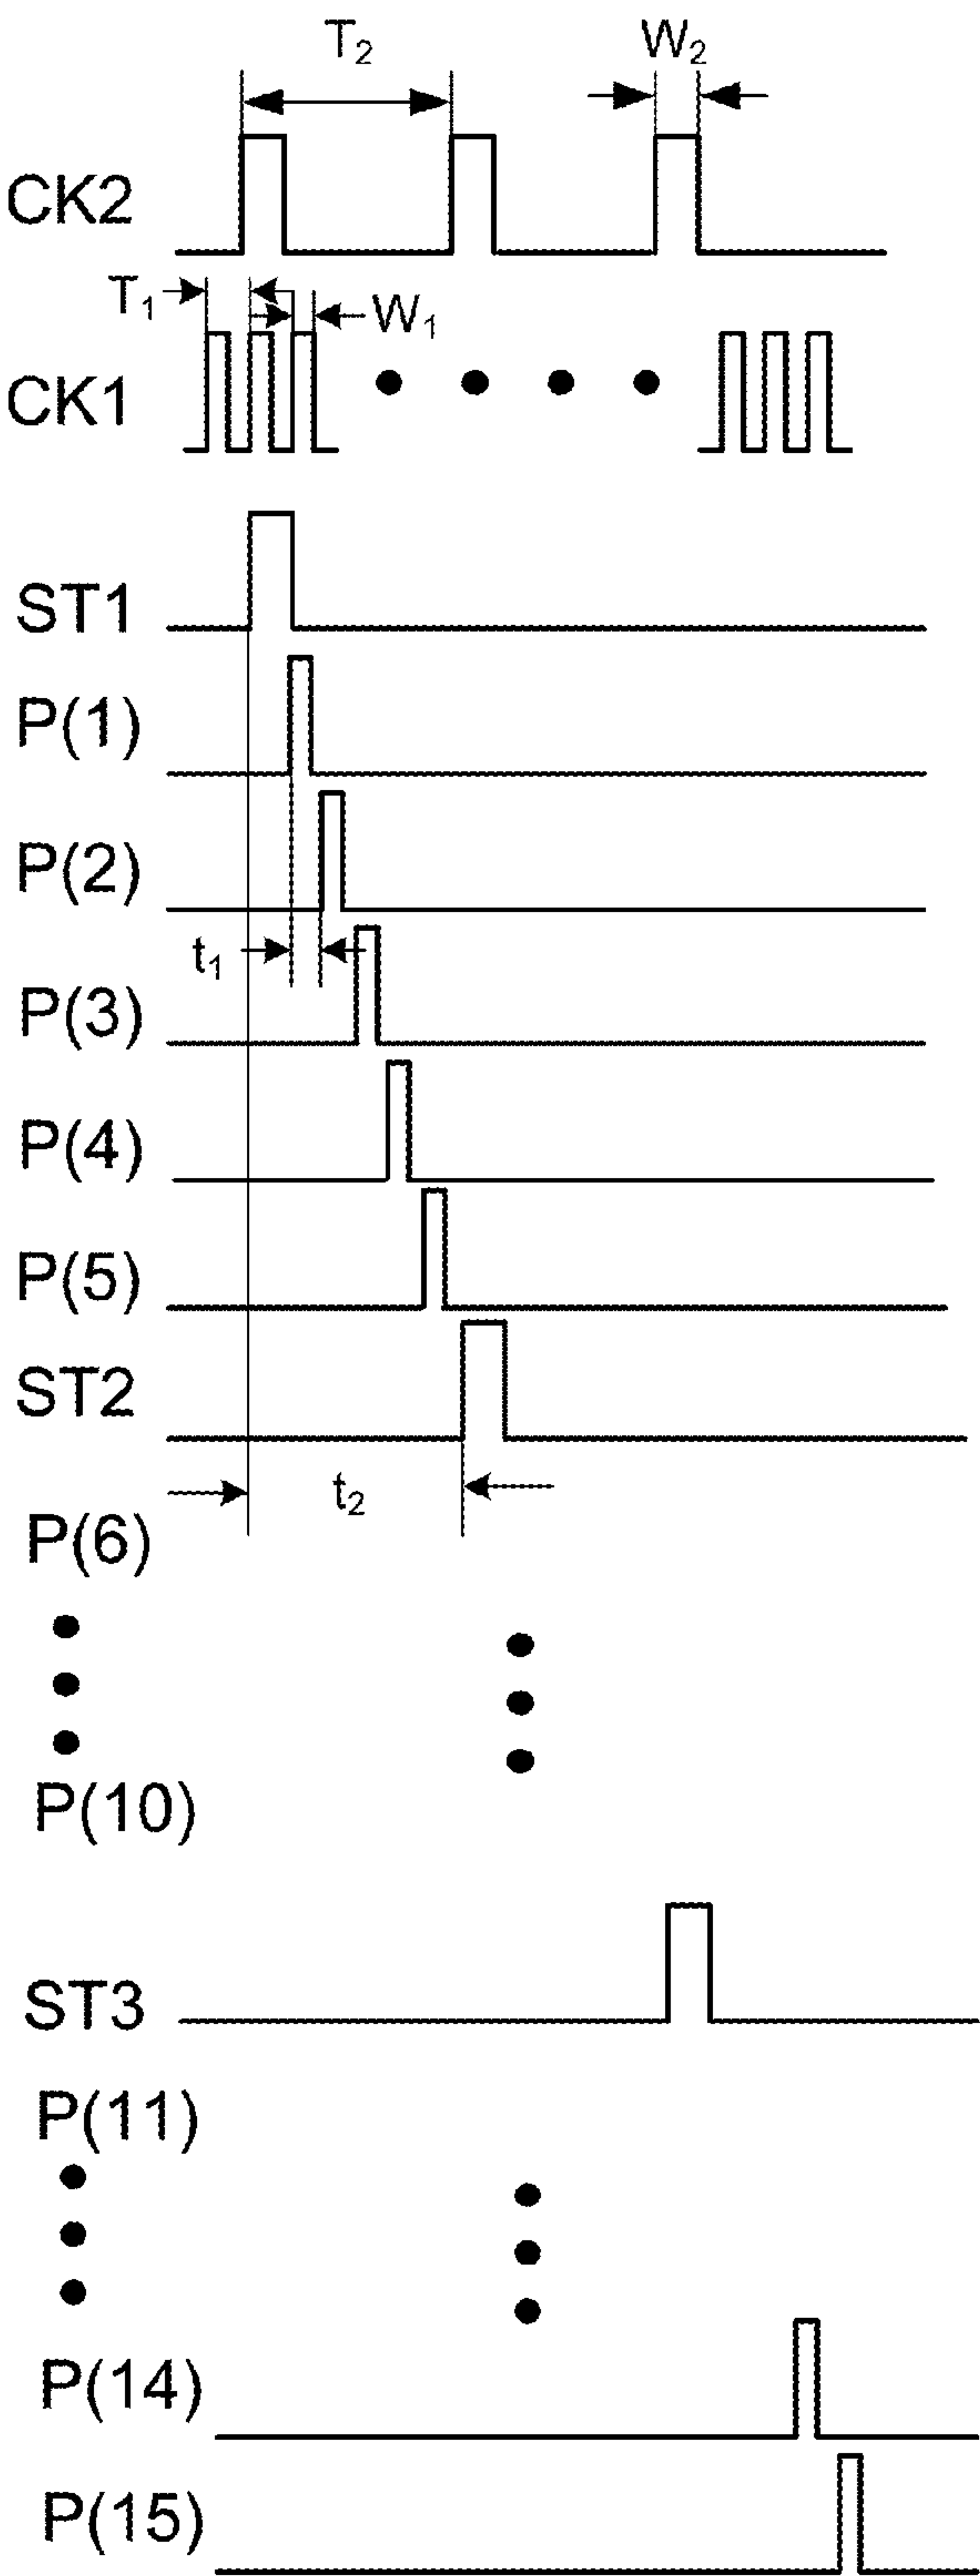 T₂ W₂
CK2
T₁ W₁
CK1
ST1
P(1)
P(2)
t₁
P(3)
P(4)
P(5)
ST2
t₂
P(6)
P(10)
ST3
P(11)
P(14)
P(15)